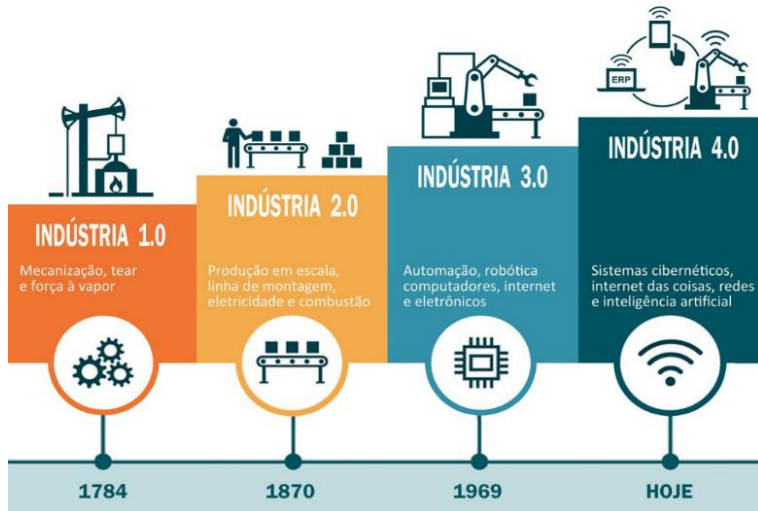 ERP
INDÚSTRIA 1.0
Mecanização, tear
e força à vapor
INDÚSTRIA 2.0
Produção em escala,
linha de montagem,
eletricidade e combustão
INDÚSTRIA 3.0
Automação, robótica
computadores, internet
e eletrônicos
INDÚSTRIA 4.0
Sistemas cibernéticos,
internet das coisas, redes
e inteligência artificial
1784
1870
1969
HOJE